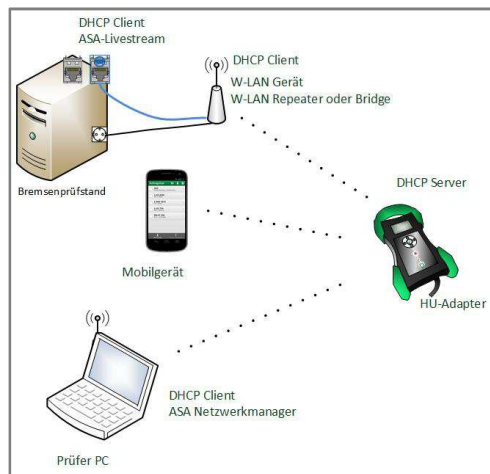 DHCP Client
ASA-Livestream
DHCP Client
W-LAN Gerät
W-LAN Repeater oder Bridge
Bremsenprüfstand
DHCP Server
HU-Adapter
Mobilgerät
DHCP Client
ASA Netzwerkmanager
Prüfer PC